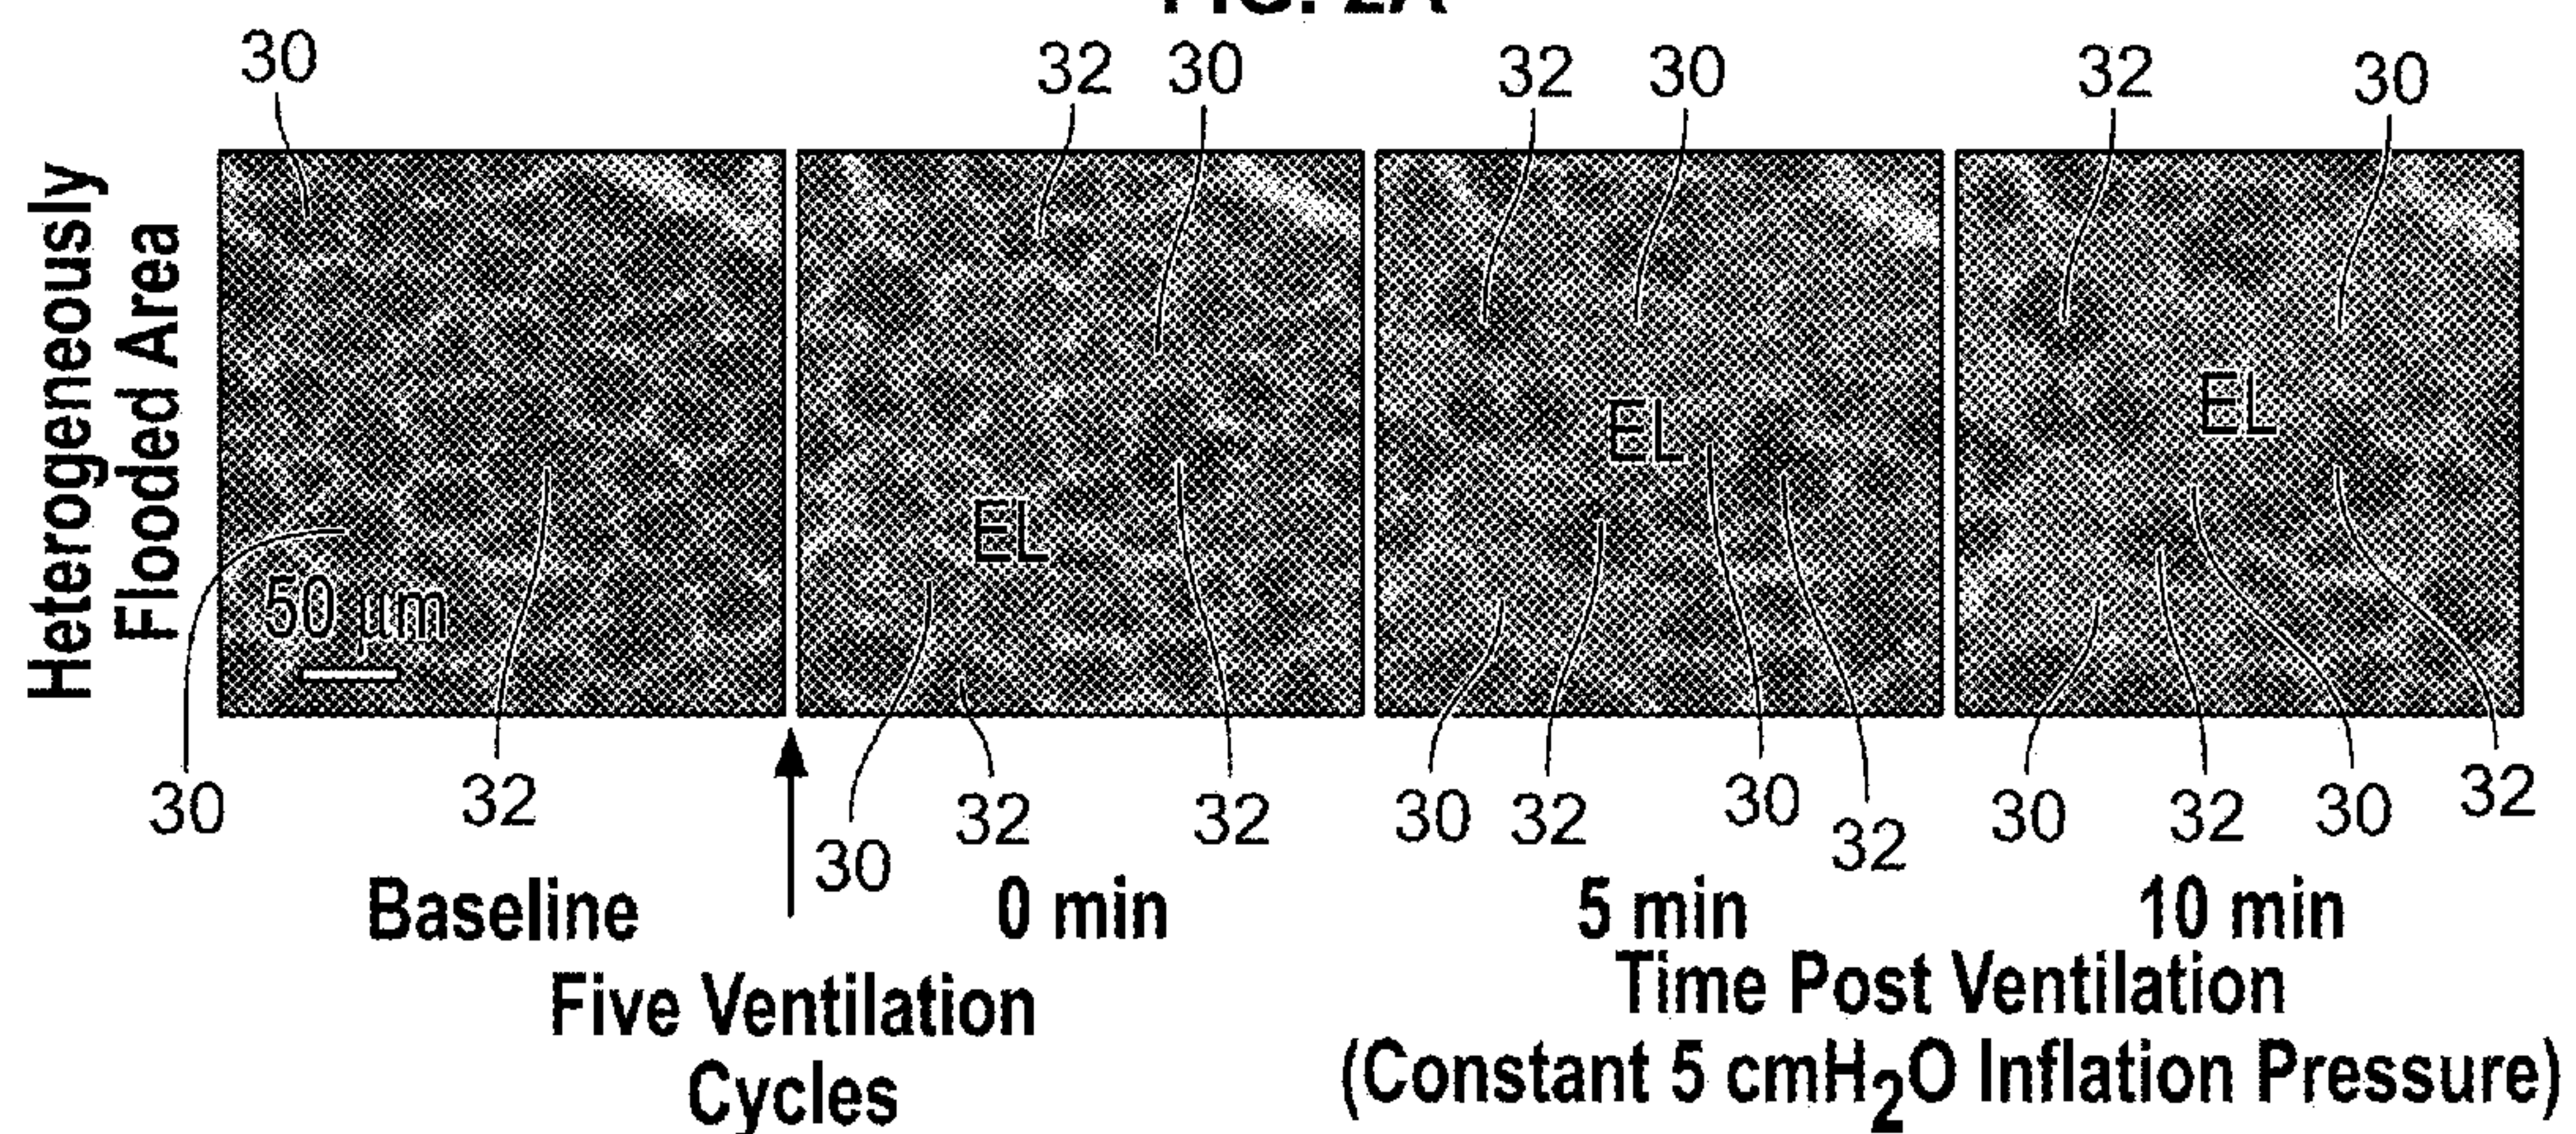 FIG. 2A
30
32 30
32 30
32 30
Heterogeneously
Flooded Area
50 μm
EL
EL
EL
30 32
30 32 32
30 32 30 32
30 32 30 32
Baseline
0 min
5 min
10 min
Five Ventilation
Cycles
Time Post Ventilation
(Constant 5 cmH2O Inflation Pressure)